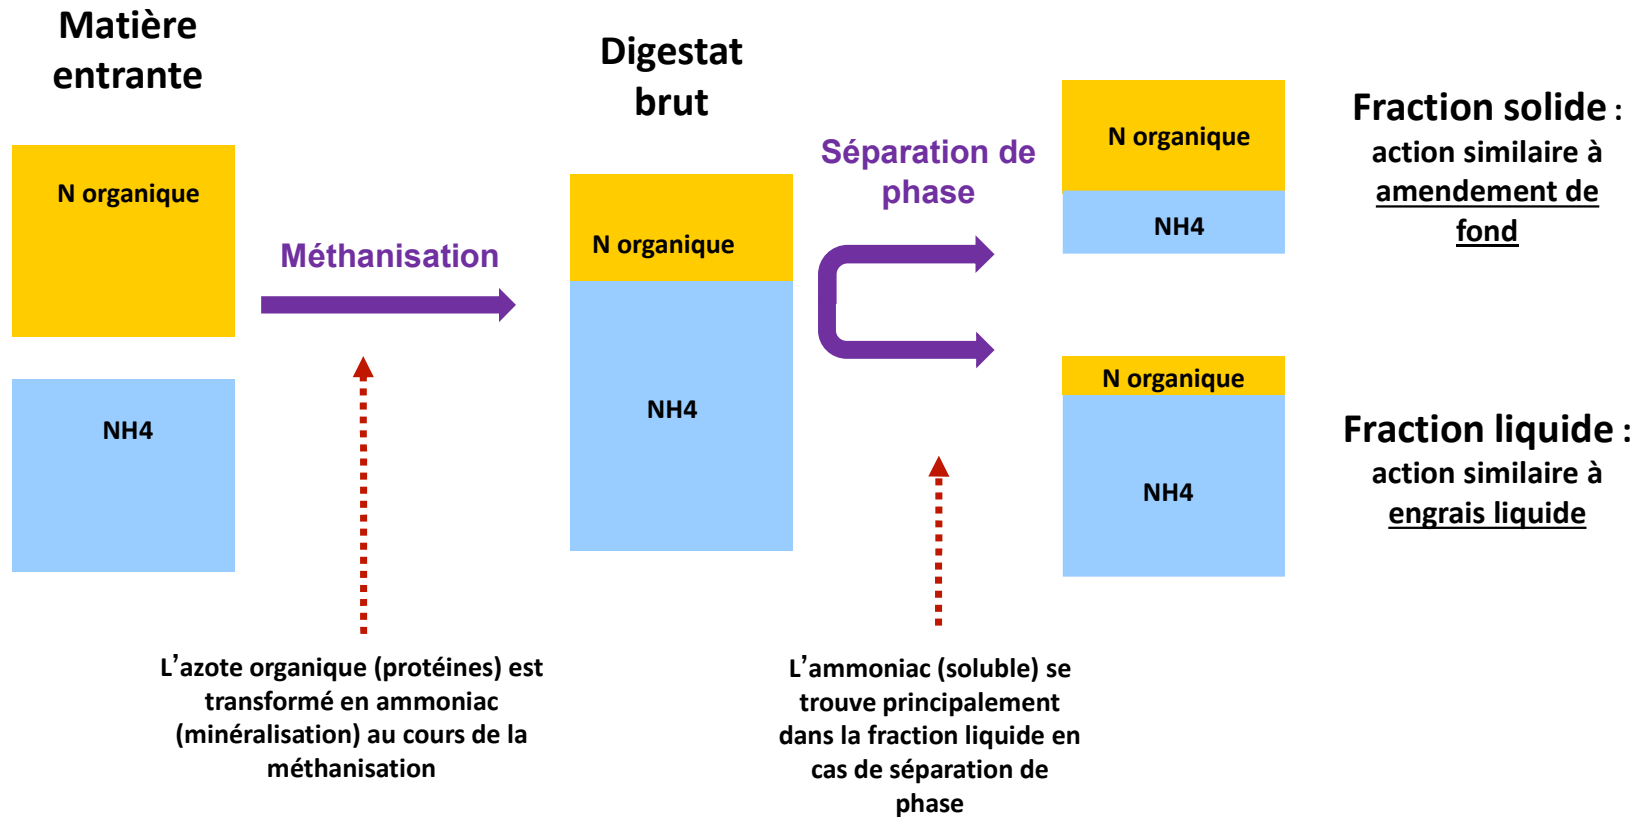 Matière
entrante
N organique
NH4
Méthanisation
L'azote organique (protéines) est
transformé en ammoniac
(minéralisation) au cours de la
méthanisation
Digestat
brut
N organique
NH4
Séparation de
phase
L'ammoniac (soluble) se
trouve principalement
dans la fraction liquide en
cas de séparation de
phase
N organique
NH4
Fraction solide :
action similaire à
amendement de
fond
N organique
NH4
Fraction liquide :
action similaire à
engrais liquide